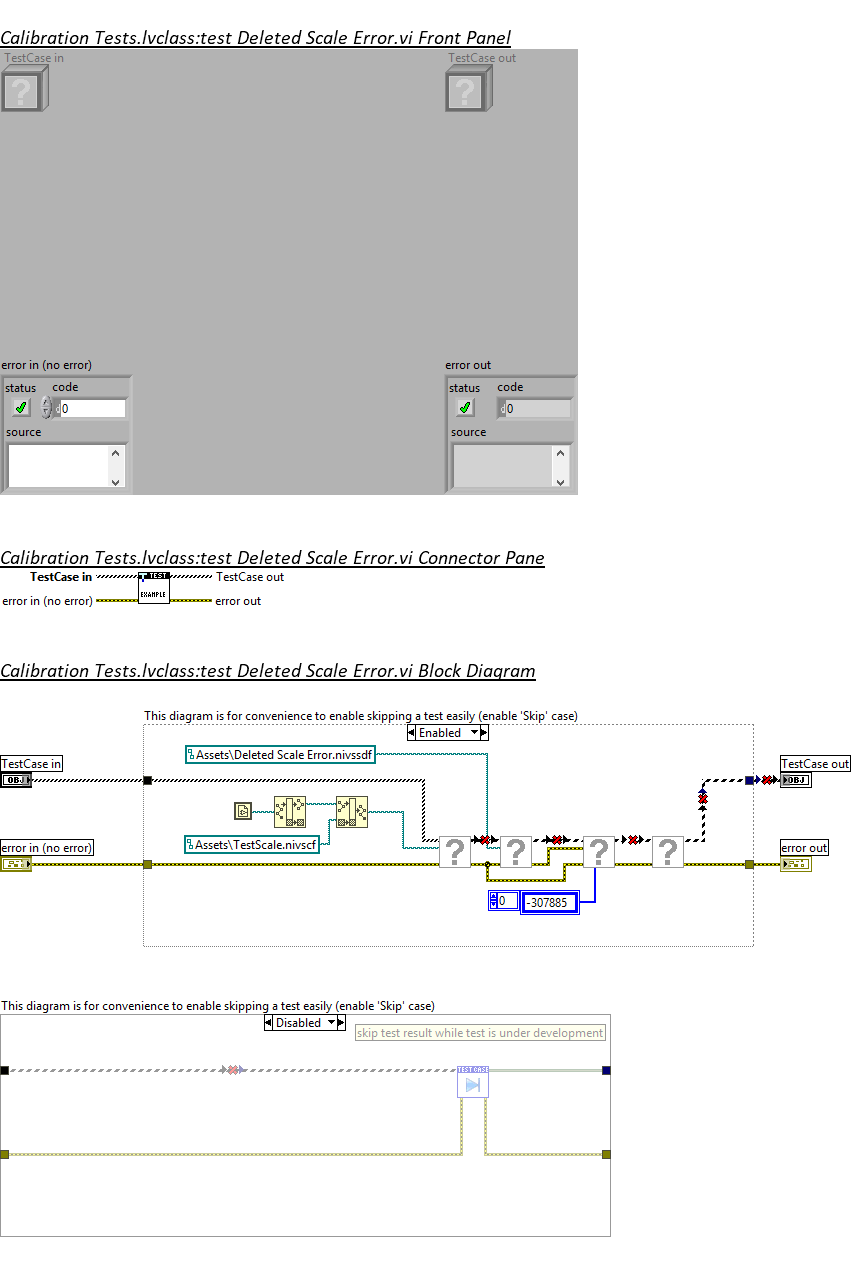 Calibration Tests.lvclass:test Deleted Scale Error.vi Front Panel
TestCase in
TestCase out
error in (no error)
error out
status
code
status
code
d 0
d 0
source
source
Calibration Tests.lvclass:test Deleted Scale Error.vi Connector Pane
TestCase in
TEST
TestCase out
error in (no error)
EXAMPLE
error out
Calibration Tests.lvclass:test Deleted Scale Error.vi Block Diagram
This diagram is for convenience to enable skipping a test easily (enable 'Skip' case)
Enabled
Assets\Deleted Scale Error.nivssdf
TestCase in
TestCase out
OBJ
OBJ
Assets\TestScale.nivscf
error in (no error)
error out
? ? ? ?
0
-307885
This diagram is for convenience to enable skipping a test easily (enable 'Skip' case)
Disabled
skip test result while test is under development
TEST CASE